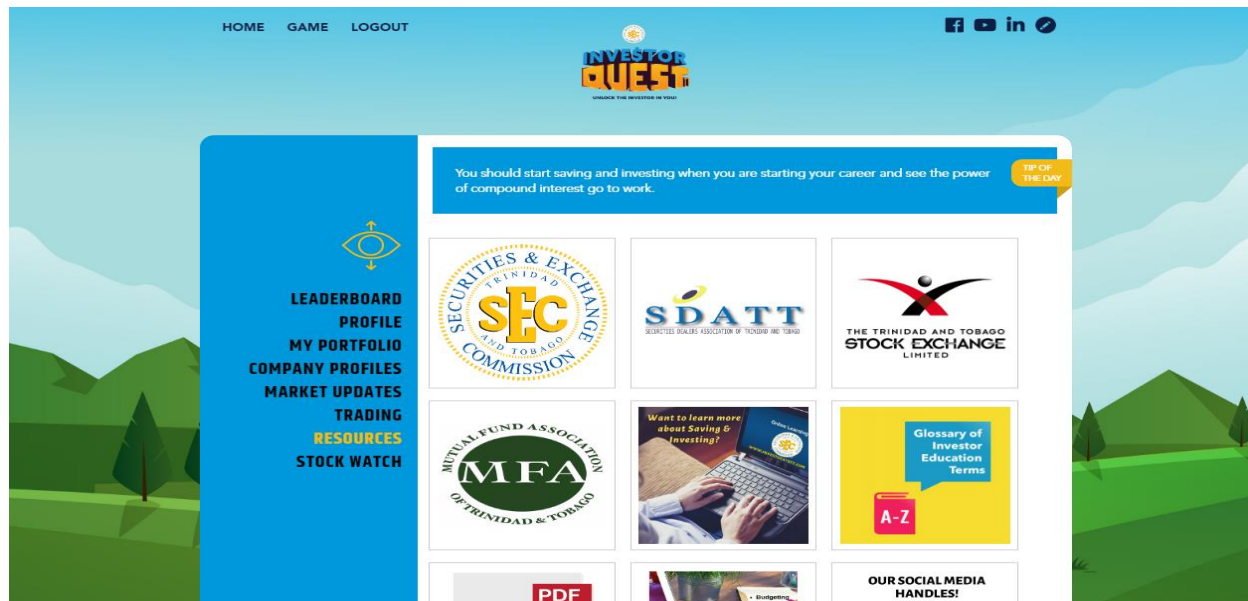 HOME GAME LOGOUT
INVE$TOR
QUEST
UNLOCK THE INVESTOR IN YOU!
You should start saving and investing when you are starting your career and see the power
of compound interest go to work.
TIP OF
THE DAY
LEADERBOARD
PROFILE
MY PORTFOLIO
COMPANY PROFILES
MARKET UPDATES
TRADING
RESOURCES
STOCK WATCH
SECURITIES & EXCHANGE
COMMISSION
TRINIDAD
AND TOBAGO
SEC
SDATT
SECURITIES DEALERS ASSOCIATION OF TRINIDAD AND TOBAGO
THE TRINIDAD AND TOBAGO
STOCK EXCHANGE
LIMITED
MUTUAL FUND ASSOCIATION
MFA
OF TRINIDAD & TOBAGO
Want to learn more
about Saving &
Investing?
Online Learning
Glossary of
Investor
Education
Terms
A-Z
PDF
• Budgeting
OUR SOCIAL MEDIA
HANDLES!